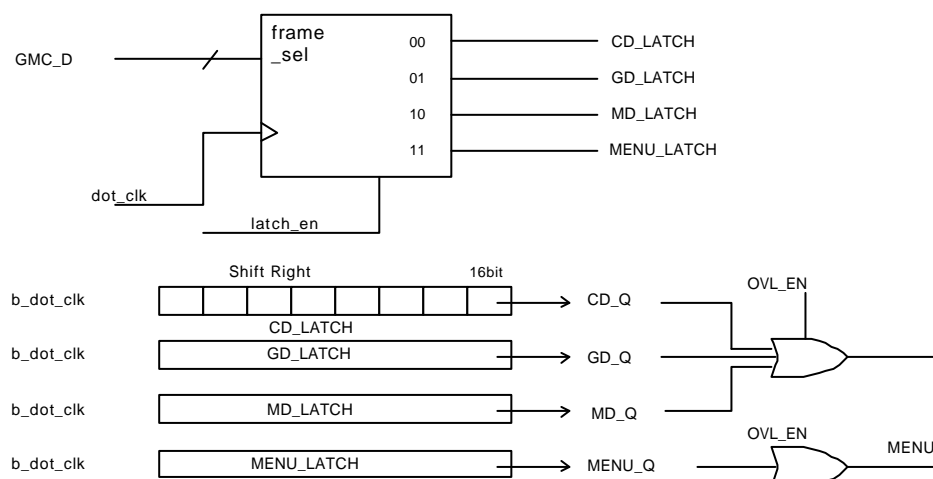 frame
_sel
00
CD_LATCH
GMC_D
01
GD_LATCH
10
MD_LATCH
11
MENU_LATCH
dot_clk
latch_en
Shift Right
16bit
OVL_EN
b_dot_clk
CD_Q
CD_LATCH
b_dot_clk
GD_LATCH
GD_Q
b_dot_clk
MD_LATCH
MD_Q
OVL_EN
MENU
b_dot_clk
MENU_LATCH
MENU_Q